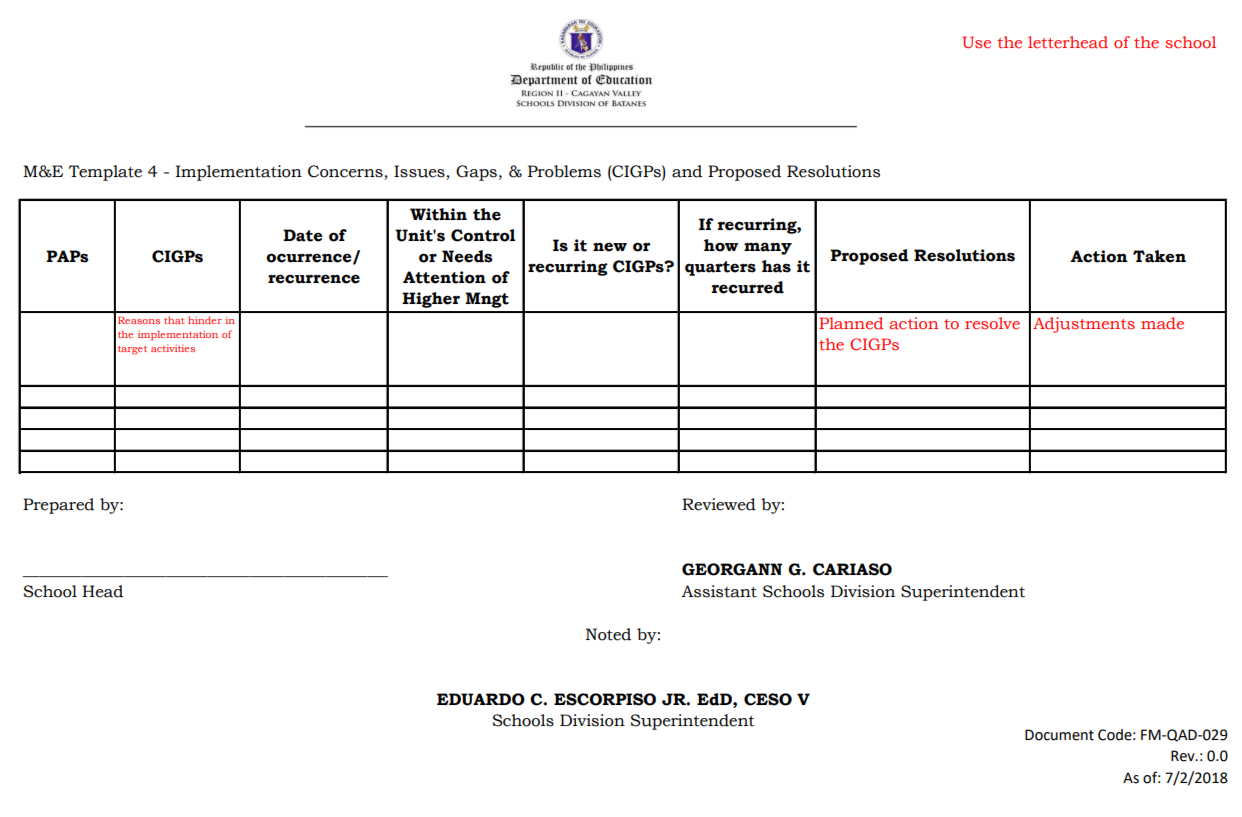 Use the letterhead of the school
Republic of the Philippines
Department of Education
REGION II - CAGAYAN VALLEY
SCHOOLS DIVISION OF BATANES
M&E Template 4 - Implementation Concerns, Issues, Gaps, & Problems (CIGPs) and Proposed Resolutions
PAPs
CIGPs
Date of
ocurrence/
recurrence
Within the
Unit's Control
or Needs
Attention of
Higher Mngt
Is it new or
recurring CIGPs?
If recurring,
how many
quarters has it
recurred
Proposed Resolutions
Action Taken
Reasons that hinder in
the implementation of
target activities
Planned action to resolve
the CIGPs
Adjustments made
Prepared by:
Reviewed by:
School Head
GEORGANN G. CARIASO
Assistant Schools Division Superintendent
Noted by:
EDUARDO C. ESCORPISO JR. EdD, CESO V
Schools Division Superintendent
Document Code: FM-QAD-029
Rev.: 0.0
As of: 7/2/2018